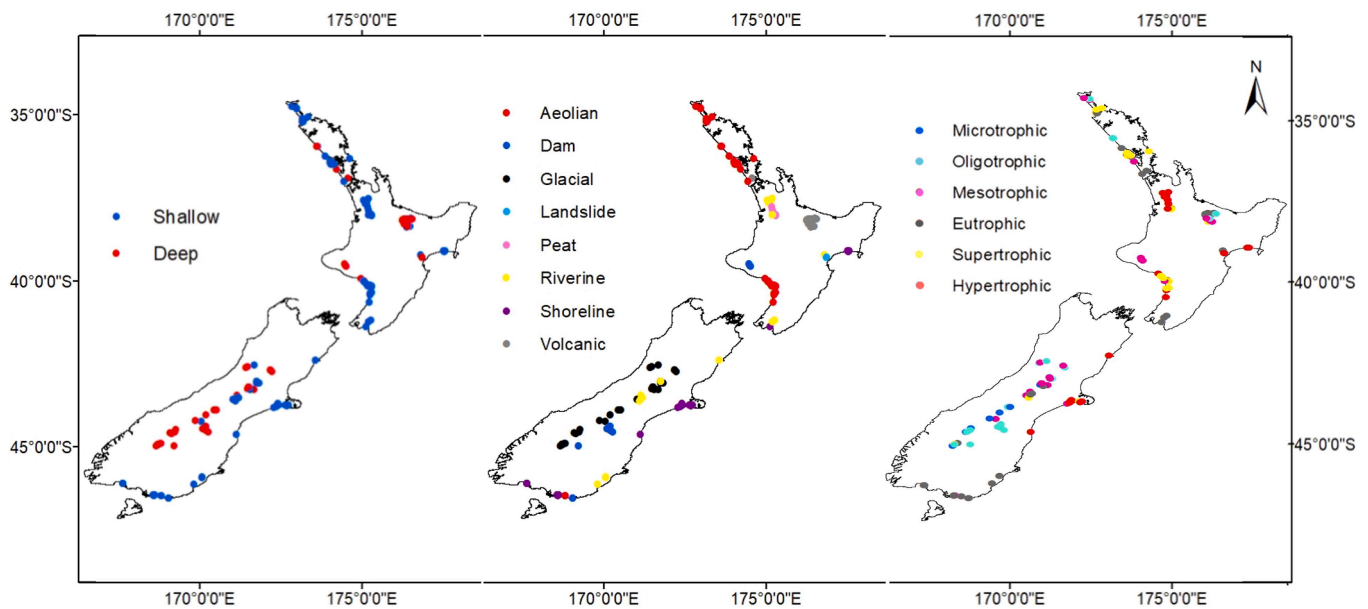 170°0'0"E 175°0'0"E 170°0'0"E 175°0'0"E 170°0'0"E 175°0'0"E
N
35°0'0"S 35°0'0"S
Aeolian
Dam
Glacial
Landslide
Peat
Riverine
Shoreline
Volcanic
Microtrophic
Oligotrophic
Mesotrophic
Eutrophic
Supertrophic
Hypertrophic
Shallow
Deep
40°0'0"S 40°0'0"S
45°0'0"S 45°0'0"S
170°0'0"E 175°0'0"E 170°0'0"E 175°0'0"E 170°0'0"E 175°0'0"E